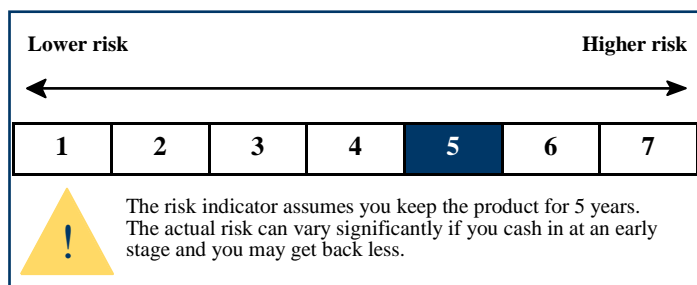 Lower risk Higher risk
1 2 3 4 5 6 7
The risk indicator assumes you keep the product for 5 years.
The actual risk can vary significantly if you cash in at an early
stage and you may get back less.
!